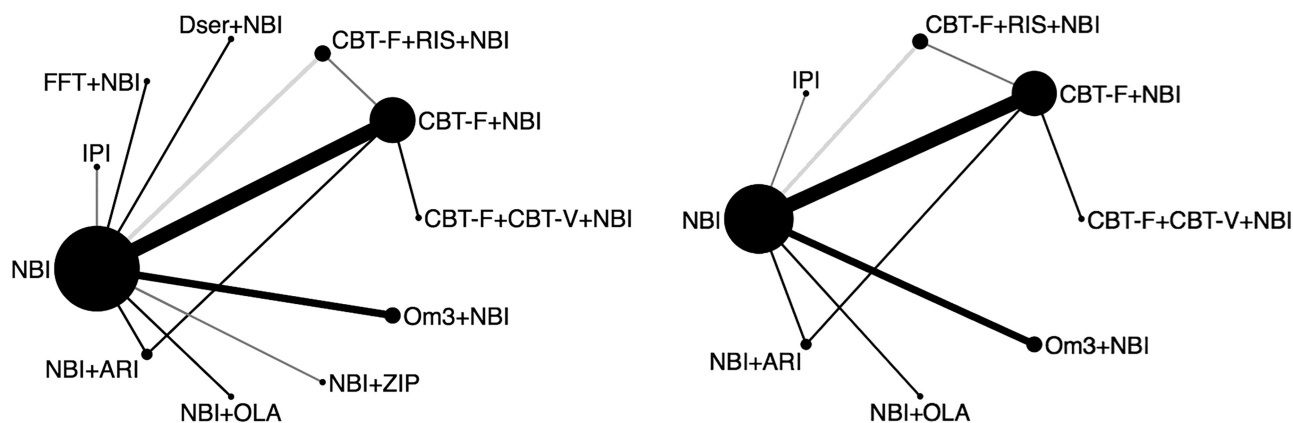 Dser+NBI
CBT-F+RIS+NBI
FFT+NBI
CBT-F+NBI
IPI
CBT-F+CBT-V+NBI
NBI
Om3+NBI
NBI+ARI
NBI+ZIP
NBI+OLA
CBT-F+RIS+NBI
IPI
CBT-F+NBI
NBI
CBT-F+CBT-V+NBI
Om3+NBI
NBI+ARI
NBI+OLA